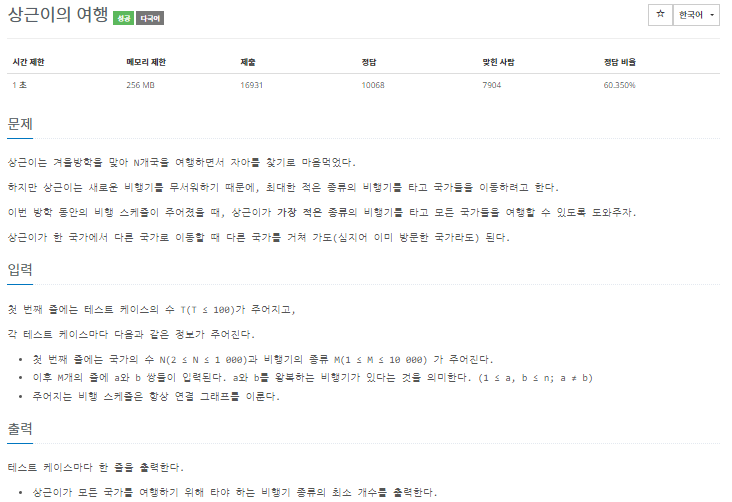 상근이의 여행 성공 다국어
☆ 한국어
시간 제한 메모리 제한 제출 정답 맞힌 사람 정답 비율
1 초 256 MB 16931 10068 7904 60.350%
문제
상근이는 겨울방학을 맞아 N개국을 여행하면서 자아를 찾기로 마음먹었다.
하지만 상근이는 새로운 비행기를 무서워하기 때문에, 최대한 적은 종류의 비행기를 타고 국가들을 이동하려고 한다.
이번 방학 동안의 비행 스케줄이 주어졌을 때, 상근이가 가장 적은 종류의 비행기를 타고 모든 국가들을 여행할 수 있도록 도와주자.
상근이가 한 국가에서 다른 국가로 이동할 때 다른 국가를 거쳐 가도(심지어 이미 방문한 국가라도) 된다.
입력
첫 번째 줄에는 테스트 케이스의 수 T(T ≤ 100)가 주어지고,
각 테스트 케이스마다 다음과 같은 정보가 주어진다.
• 첫 번째 줄에는 국가의 수 N(2 ≤ N ≤ 1 000)과 비행기의 종류 M(1 ≤ M ≤ 10 000) 가 주어진다.
• 이후 M개의 줄에 a와 b 쌍들이 입력된다. a와 b를 왕복하는 비행기가 있다는 것을 의미한다. (1 ≤ a, b ≤ n; a ≠ b)
• 주어지는 비행 스케줄은 항상 연결 그래프를 이룬다.
출력
테스트 케이스마다 한 줄을 출력한다.
• 상근이가 모든 국가를 여행하기 위해 타야 하는 비행기 종류의 최소 개수를 출력한다.